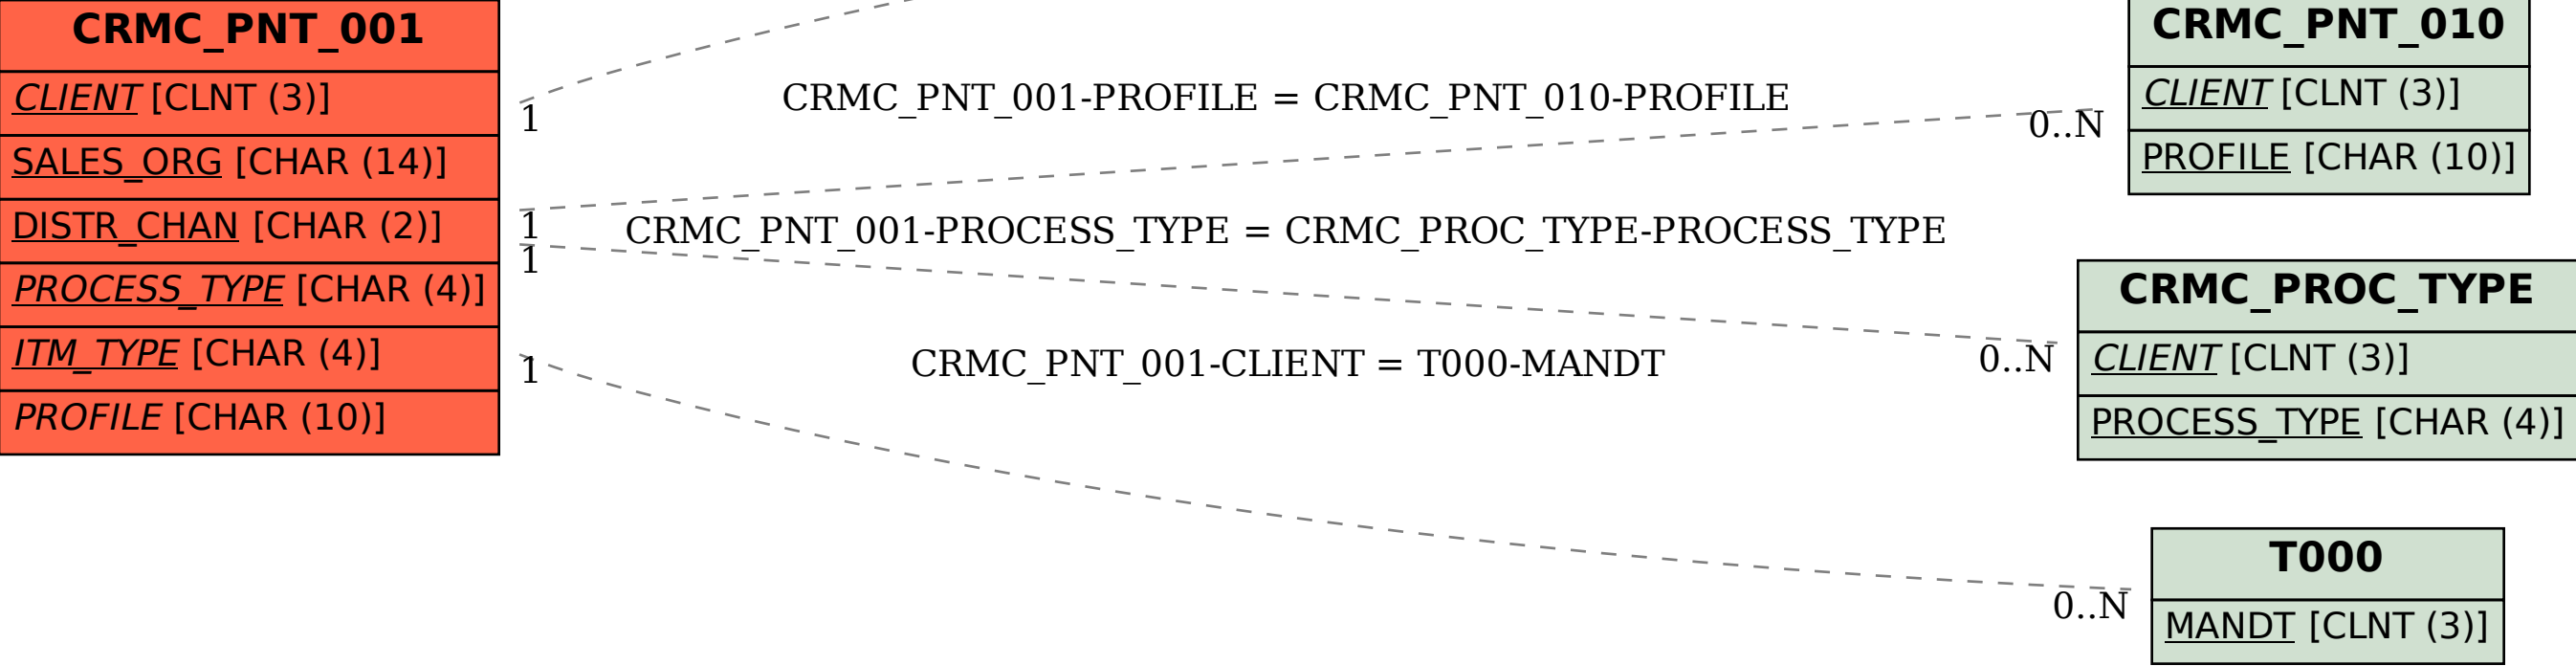 CRMC_PNT_001
CLIENT [CLNT (3)]
SALES_ORG [CHAR (14)]
DISTR_CHAN [CHAR (2)]
PROCESS_TYPE [CHAR (4)]
ITM_TYPE [CHAR (4)]
PROFILE [CHAR (10)]
1
CRMC_PNT_001-PROFILE = CRMC_PNT_010-PROFILE
0..N
1
CRMC_PNT_001-PROCESS_TYPE = CRMC_PROC_TYPE-PROCESS_TYPE
1
0..N
CRMC_PNT_001-CLIENT = T000-MANDT
1
0..N
CRMC_PNT_010
CLIENT [CLNT (3)]
PROFILE [CHAR (10)]
CRMC_PROC_TYPE
CLIENT [CLNT (3)]
PROCESS_TYPE [CHAR (4)]
T000
MANDT [CLNT (3)]